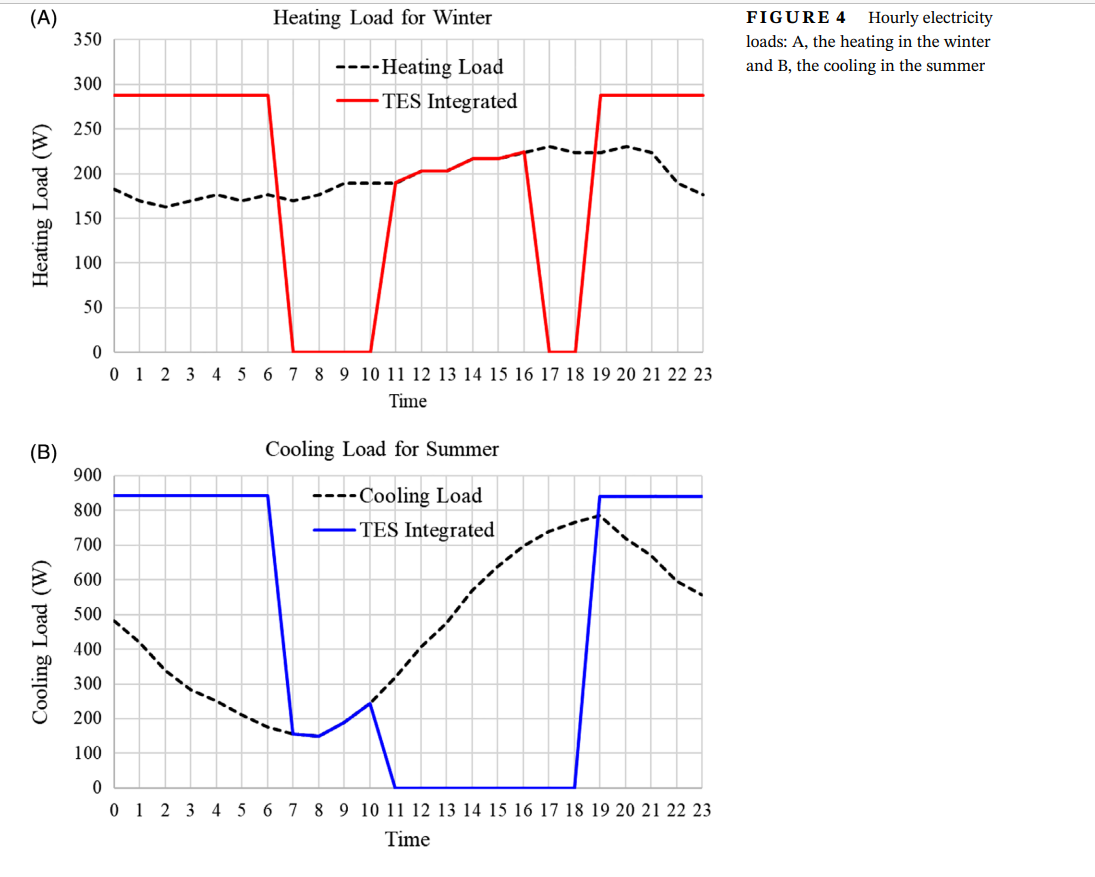 (A)
Heating Load for Winter
350
300
250
200
150
100
50
0
Heating Load (W)
Heating Load
TES Integrated
0 1 2 3 4 5 6 7 8 9 10 11 12 13 14 15 16 17 18 19 20 21 22 23
Time
FIGURE 4 Hourly electricity
loads: A, the heating in the winter
and B, the cooling in the summer
(B)
Cooling Load for Summer
900
800
700
600
500
400
300
200
100
0
Cooling Load (W)
Cooling Load
TES Integrated
0 1 2 3 4 5 6 7 8 9 10 11 12 13 14 15 16 17 18 19 20 21 22 23
Time